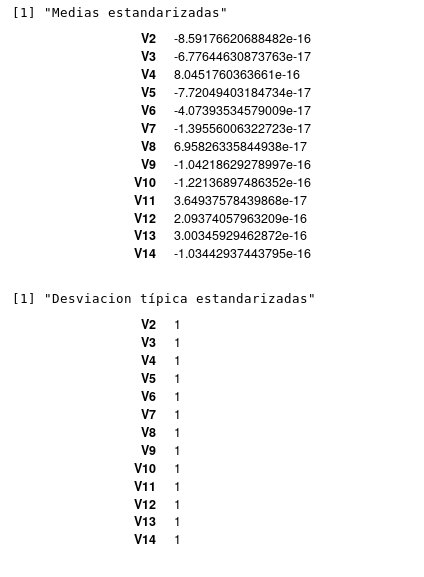 [1] "Medias estandarizadas"
V2 -8.59176620688482e-16
V3 -6.77644630873763e-17
V4 8.0451760363661e-16
V5 -7.72049403184734e-17
V6 -4.07393534579009e-17
V7 -1.39556006322723e-17
V8 6.95826335844938e-17
V9 -1.04218629278997e-16
V10 -1.22136897486352e-16
V11 3.64937578439868e-17
V12 2.09374057963209e-16
V13 3.00345929462872e-16
V14 -1.03442937443795e-16
[1] "Desviacion típica estandarizadas"
V2 1
V3 1
V4 1
V5 1
V6 1
V7 1
V8 1
V9 1
V10 1
V11 1
V12 1
V13 1
V14 1